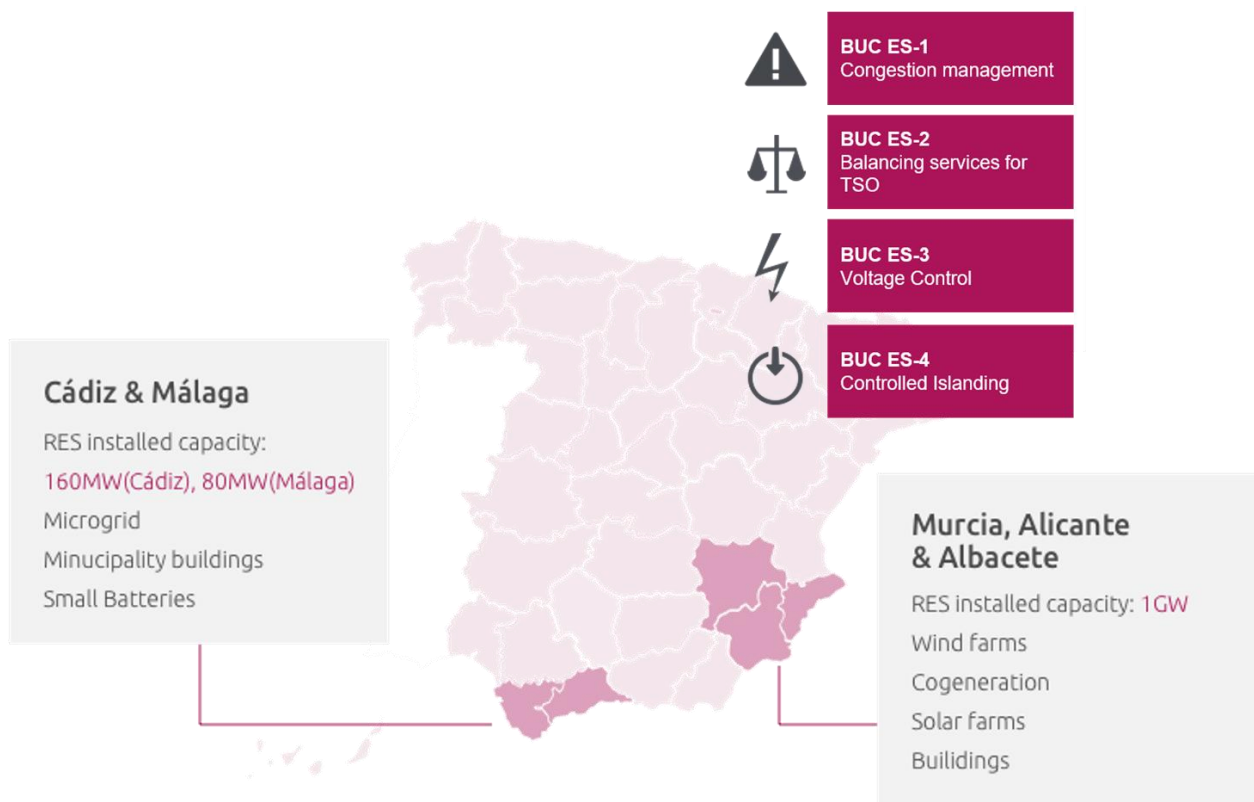 BUC ES-1
Congestion management
BUC ES-2
Balancing services for
TSO
BUC ES-3
Voltage Control
BUC ES-4
Controlled Islanding
Cádiz & Málaga
RES installed capacity:
160MW(Cádiz), 80MW(Málaga)
Microgrid
Minucipality buildings
Small Batteries
Murcia, Alicante
& Albacete
RES installed capacity: 1GW
Wind farms
Cogeneration
Solar farms
Builidings